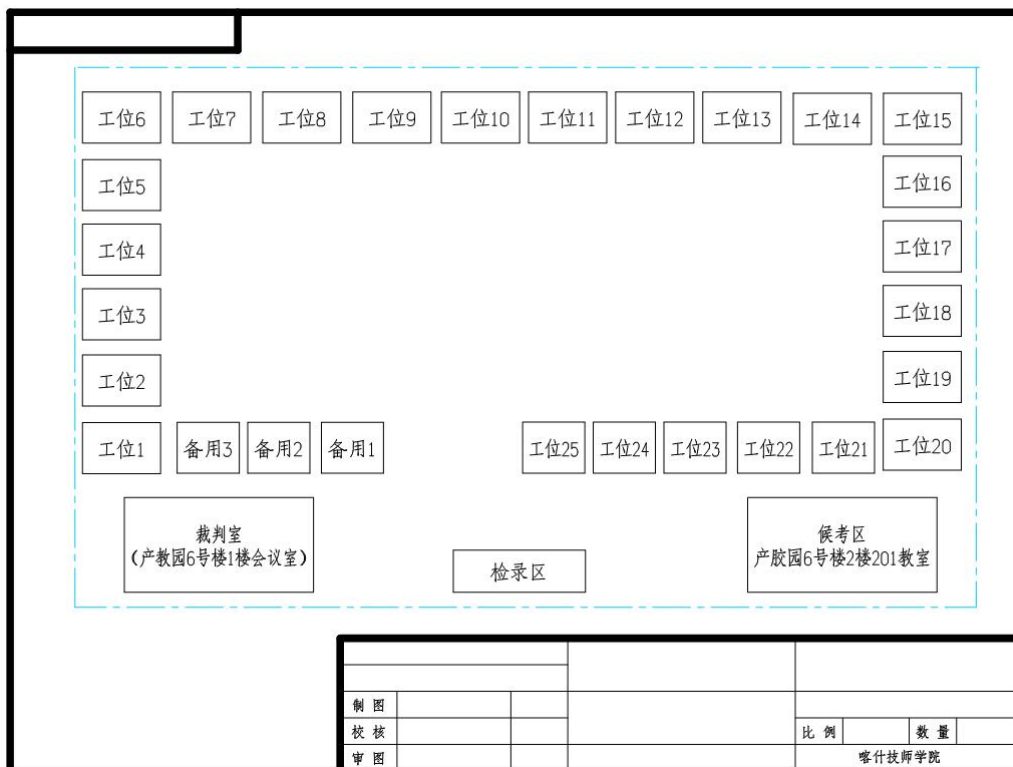 工位6 工位7 工位8 工位9 工位10 工位11 工位12 工位13 工位14 工位15
工位5 工位16
工位4 工位17
工位3 工位18
工位2 工位19
工位1 备用3 备用2 备用1 工位25 工位24 工位23 工位22 工位21 工位20
裁判室
(产教园6号楼1楼会议室)
检录区
候考区
产胶园6号楼2楼201教室
制图
校核 比例 数量
审图 喀什技师学院